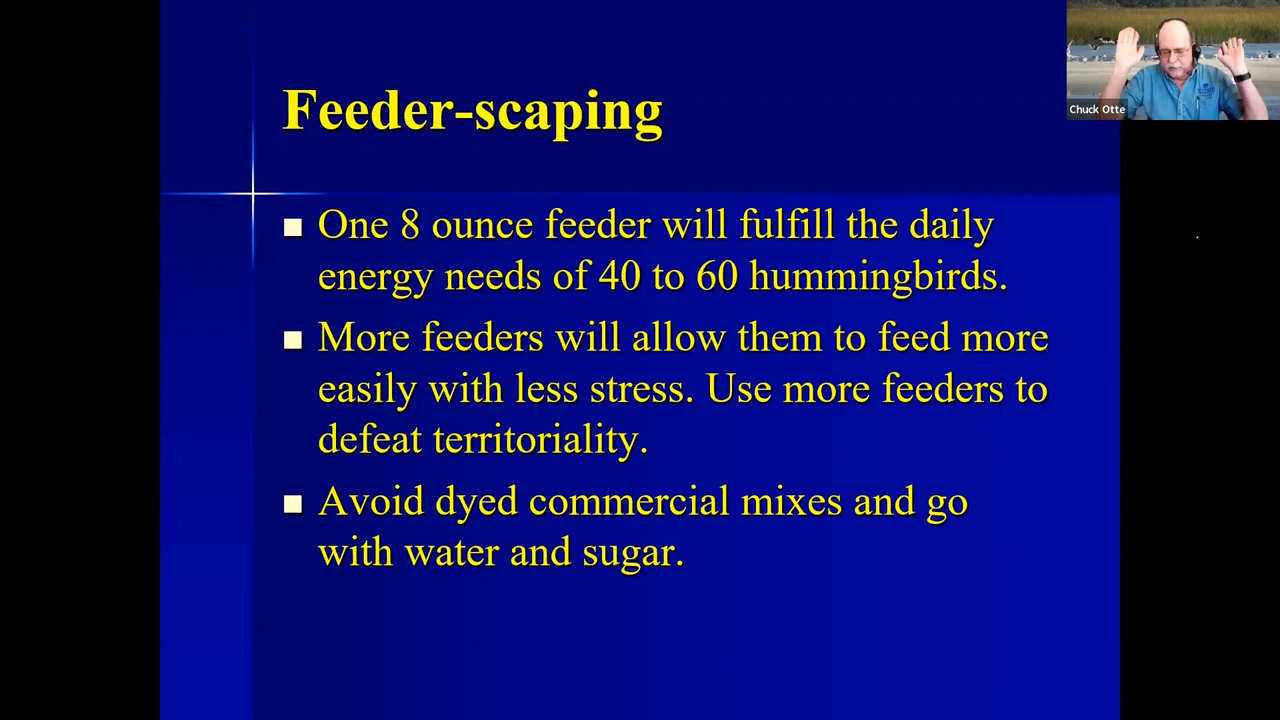 Feeder-scaping
One 8 ounce feeder will fulfill the daily
energy needs of 40 to 60 hummingbirds.
More feeders will allow them to feed more
easily with less stress. Use more feeders to
defeat territoriality.
Avoid dyed commercial mixes and go
with water and sugar.
Chuck Otte